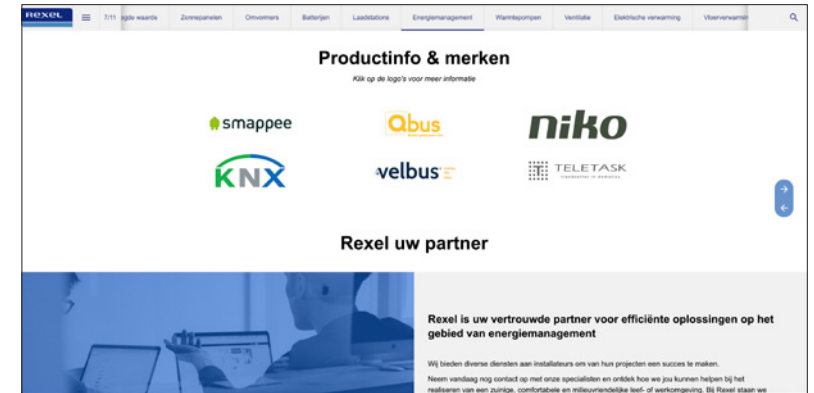 rexel
7/11 egde waarde Zonnepanelen Omvormers Batterijen Laadstations Energiemanagement Warmtepompen Ventilatie Elektrische verwarming Vloerverwarmin
Productinfo & merken
Klik op de logo's voor meer informatie
smappee Qbus niko
KNX velbus TELETASK
Rexel uw partner
Rexel is uw vertrouwde partner voor efficiënte oplossingen op het
gebied van energiemanagement
Wij bieden diverse diensten aan installateurs om van hun projecten een succes te maken.
Neem vandaag nog contact op met onze specialisten en ontdek hoe we jou kunnen helpen bij het
realiseren van een zuinige, comfortabele en milieuvriendelijke leef- of werkomgeving. Bij Rexel staan we